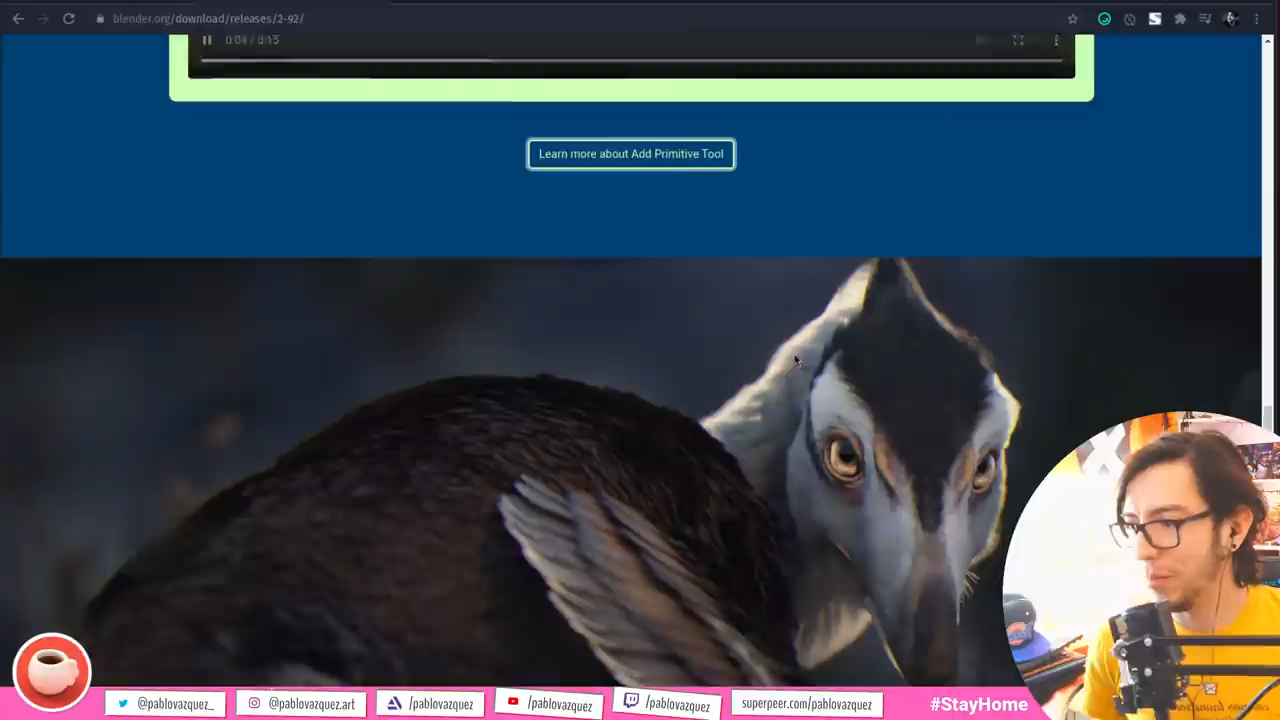 blender.org/download/releases/2-92/
0:04 / 0:15
Learn more about Add Primitive Tool
@pablovazquez_
@pablovazquez.art
/pablovazquez
/pablovazquez
/pablovazquez
superpeer.com/pablovazquez
#StayHome